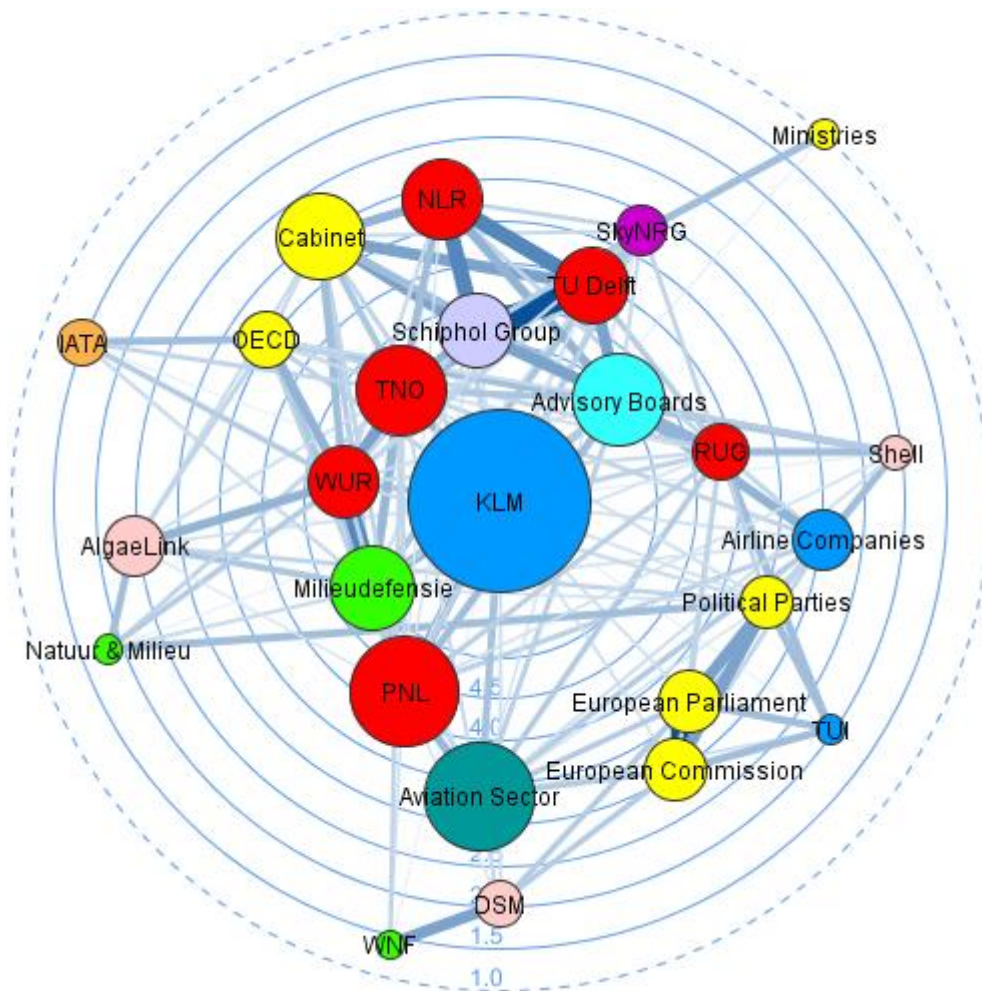 Ministries
NLR
SkyNRG
Cabinet
TU Delft
Schiphol Group
IATA
OECD
TNO
Advisory Boards
RUG
Shell
WUR
KLM
AlgaeLink
Airline Companies
Milieudefensie
Political Parties
Natuur & Milieu
PNL
4.5
European Parliament
4.0
TUI
European Commission
Aviation Sector
2.5
DSM
1.5
WNF
1.0